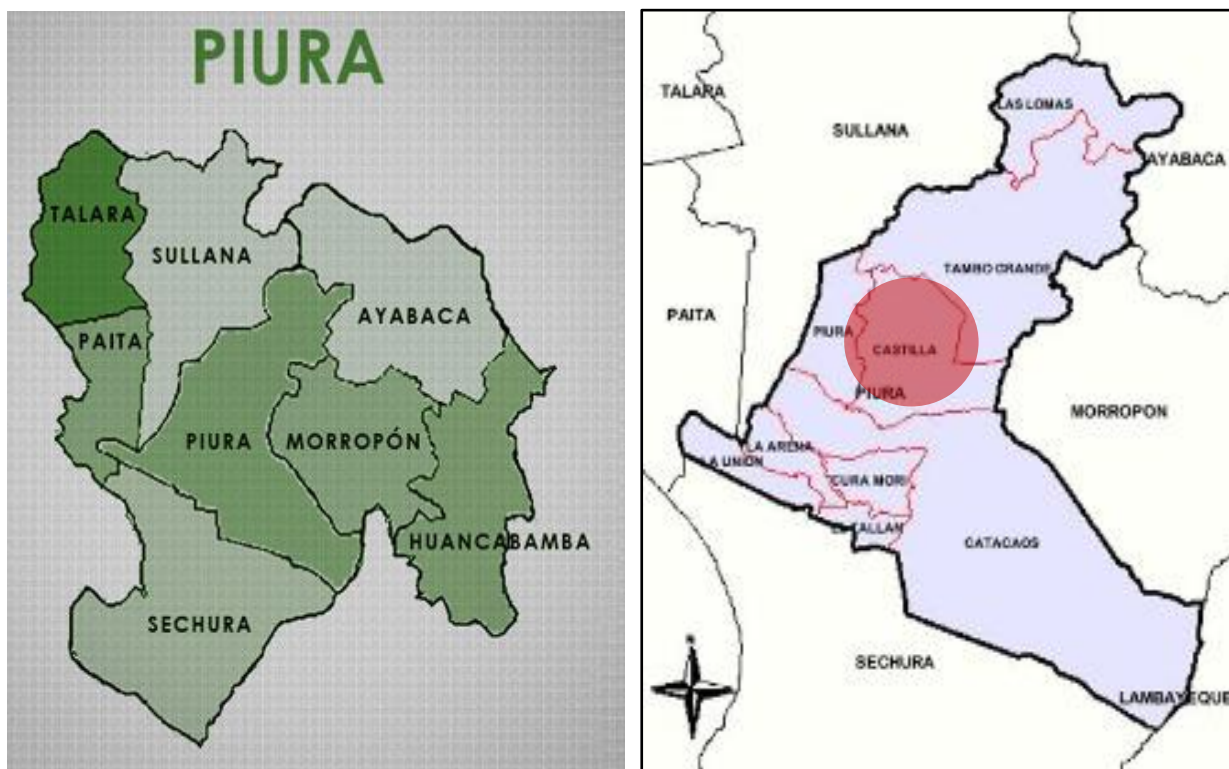 PIURA
TALARA
SULLANA
PAITA
AYABACA
PIURA
MORROPÓN
HUANCABAMBA
SECHURA
TALARA
SULLANA
LAS LOMAS
AYABACA
TAMBO GRANDE
PAITA
PIURA
CASTILLA
PIURA
MORROPON
LA ARENA
LA UNION
CURA MORI
EL TALLAN
CATACAOS
SECHURA
LAMBAYEQUE